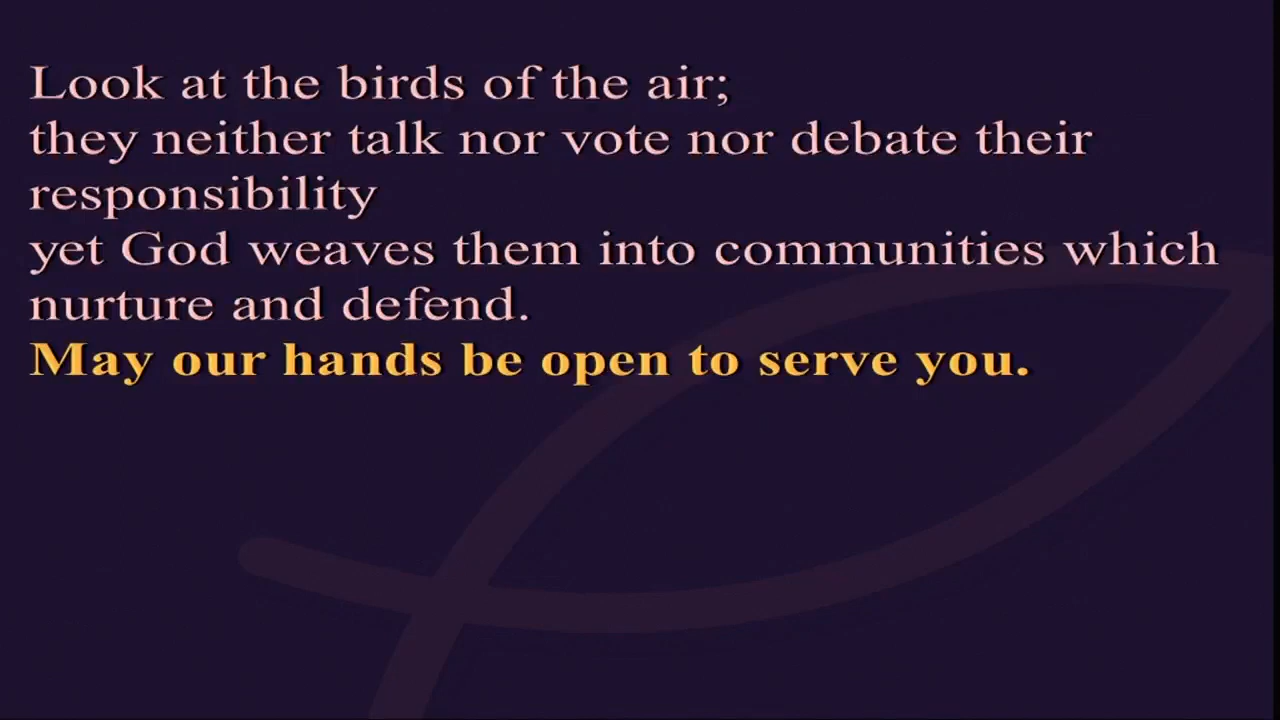 Look at the birds of the air;
they neither talk nor vote nor debate their
responsibility
yet God weaves them into communities which
nurture and defend.
May our hands be open to serve you.